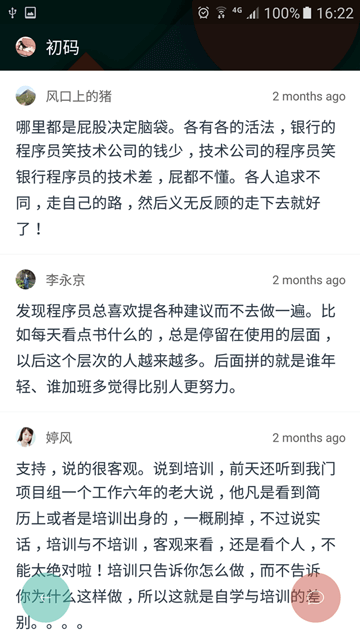 4G 100% 16:22
初码
风口上的猪 2 months ago
哪里都是屁股决定脑袋。各有各的活法，银行的
程序员笑技术公司的钱少，技术公司的程序员笑
银行程序员的技术差，屁都不懂。各人追求不
同，走自己的路，然后义无反顾的走下去就好
了！
李永京 2 months ago
发现程序员总喜欢提各种建议而不去做一遍。比
如每天看点书什么的，总是停留在使用的层面，
以后这个层次的人越来越多。后面拼的就是谁年
轻、谁加班多觉得比别人更努力。
婷风 2 months ago
支持，说的很客观。说到培训，前天还听到我门
项目组一个工作六年的老大说，他凡是看到简
历上或者是培训出身的，一概刷掉，不过说实
话，培训与不培训，客观来看，还是看个人，不
能太绝对啦！培训只告诉你怎么做，而不告诉
你为什么这样做，所以这就是自学与培训的差
别。。。。